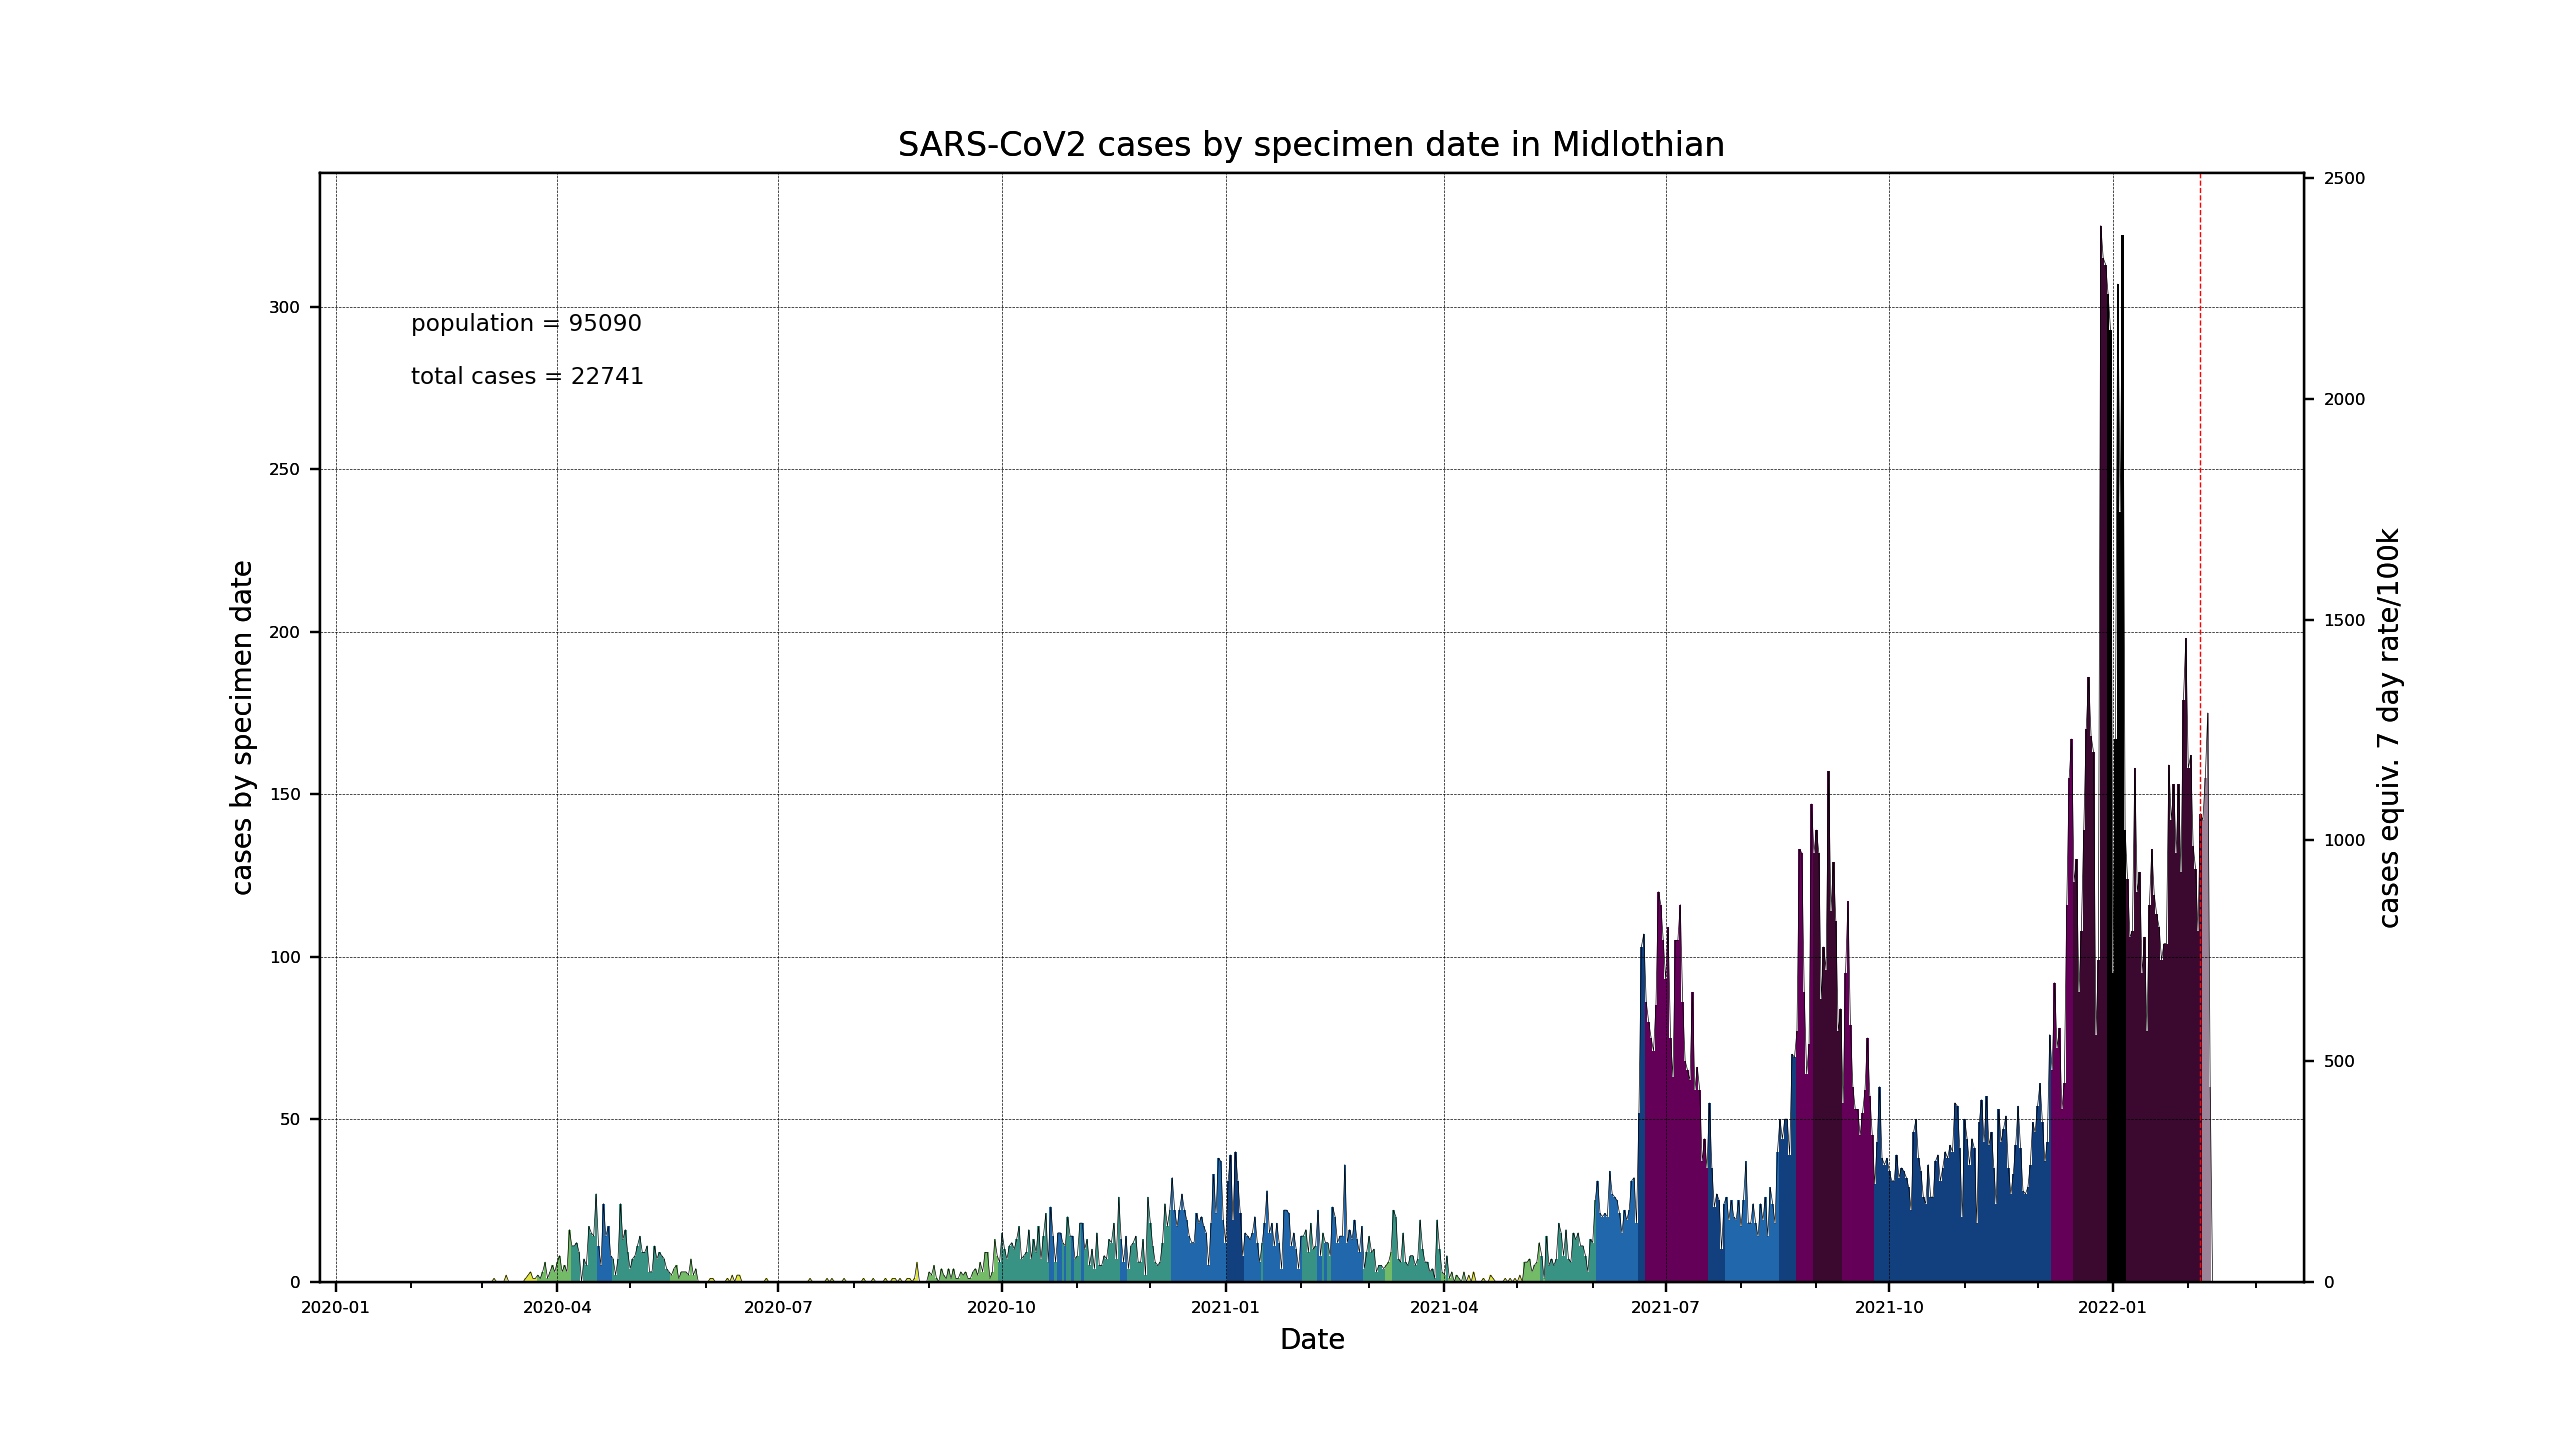 SARS-CoV2 cases by specimen date in Midlothian
population = 95090
total cases = 22741
cases by specimen date
300
250
200
150
100
50
0
2500
2000
1500
1000
500
0
cases equiv. 7 day rate/100k
2020-01 2020-04 2020-07 2020-10 2021-01 2021-04 2021-07 2021-10 2022-01
Date